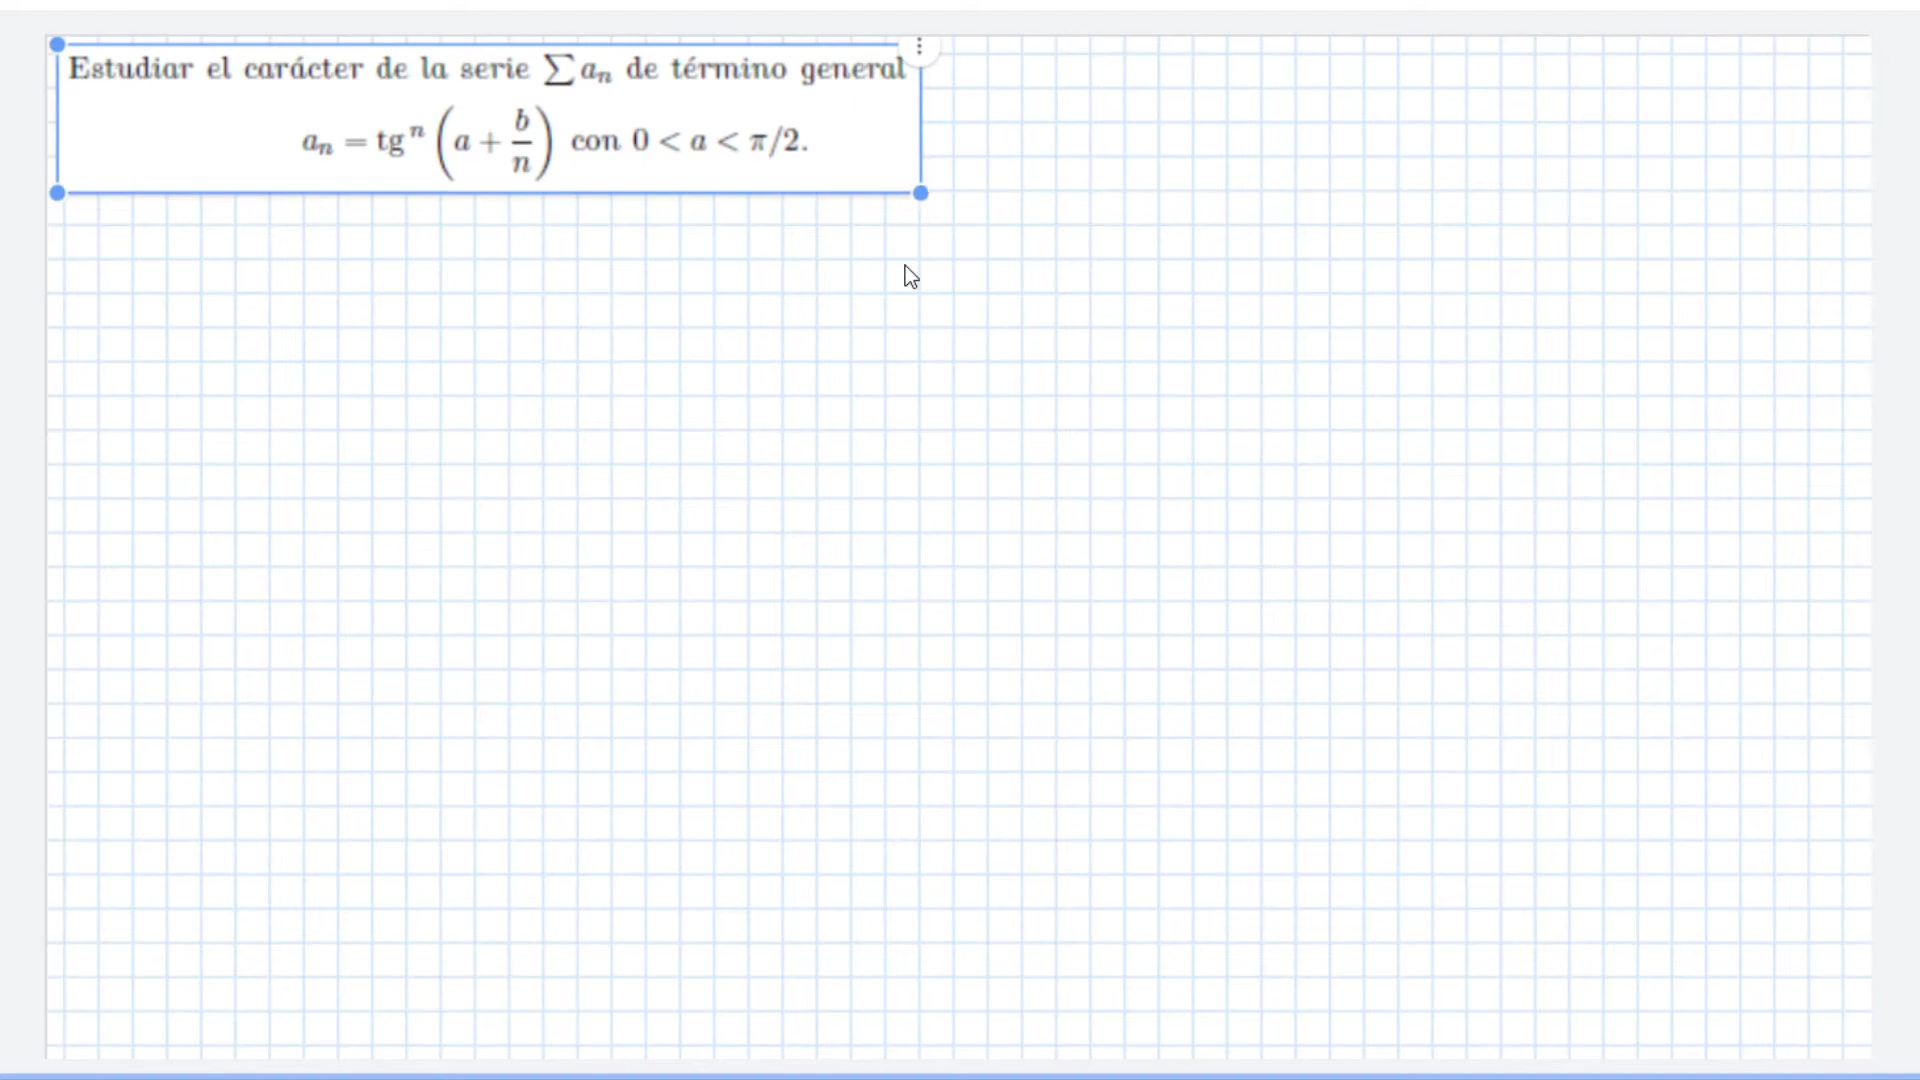 Estudiar el carácter de la serie ∑ aₙ de término general
aₙ = tgⁿ (a + b/n) con 0 < a < π/2.